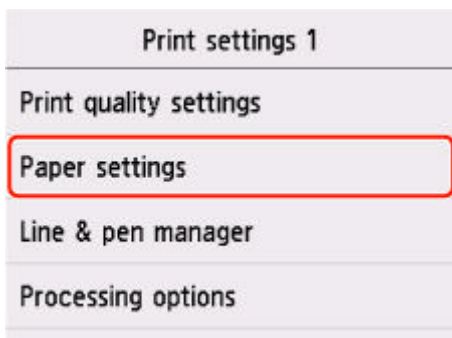 Print settings 1
Print quality settings
Paper settings
Line & pen manager
Processing options